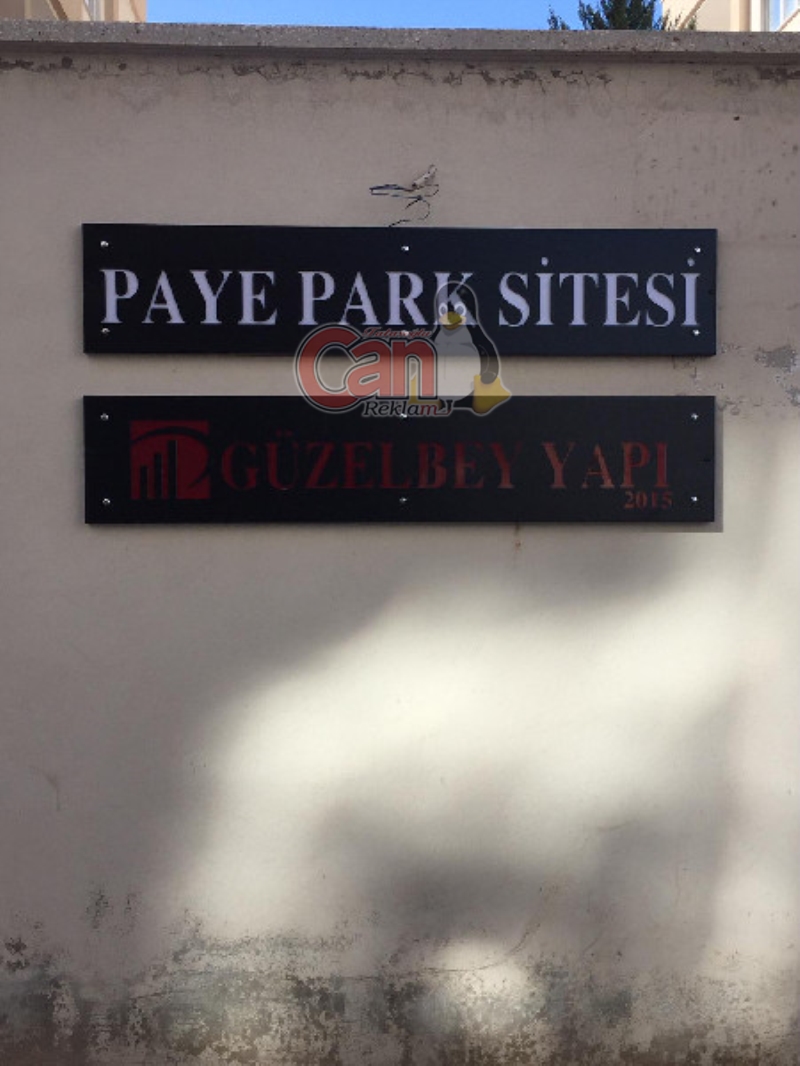 PAYE PARK SİTESİ
Can
Reklam
GÜZELBEY YAPI
2015